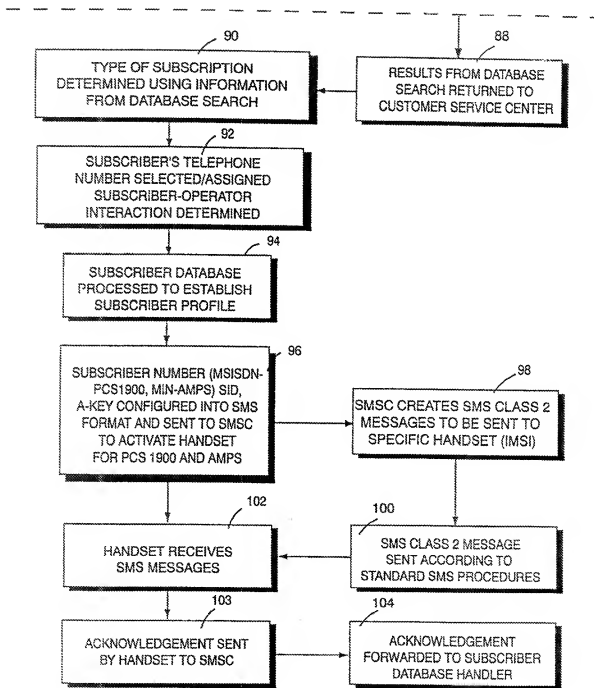 90
TYPE OF SUBSCRIPTION
DETERMINED USING INFORMATION
FROM DATABASE SEARCH
88
RESULTS FROM DATABASE
SEARCH RETURNED TO
CUSTOMER SERVICE CENTER
92
SUBSCRIBER'S TELEPHONE
NUMBER SELECTED/ASSIGNED
SUBSCRIBER-OPERATOR
INTERACTION DETERMINED
94
SUBSCRIBER DATABASE
PROCESSED TO ESTABLISH
SUBSCRIBER PROFILE
96
SUBSCRIBER NUMBER (MSISDN-
PCS1900, MIN-AMPS) SID,
A-KEY CONFIGURED INTO SMS
FORMAT AND SENT TO SMSC
TO ACTIVATE HANDSET
FOR PCS 1900 AND AMPS
98
SMSC CREATES SMS CLASS 2
MESSAGES TO BE SENT TO
SPECIFIC HANDSET (IMSI)
102
HANDSET RECEIVES
SMS MESSAGES
100
SMS CLASS 2 MESSAGE
SENT ACCORDING TO
STANDARD SMS PROCEDURES
103
ACKNOWLEDGEMENT SENT
BY HANDSET TO SMSC
104
ACKNOWLEDGEMENT
FORWARDED TO SUBSCRIBER
DATABASE HANDLER